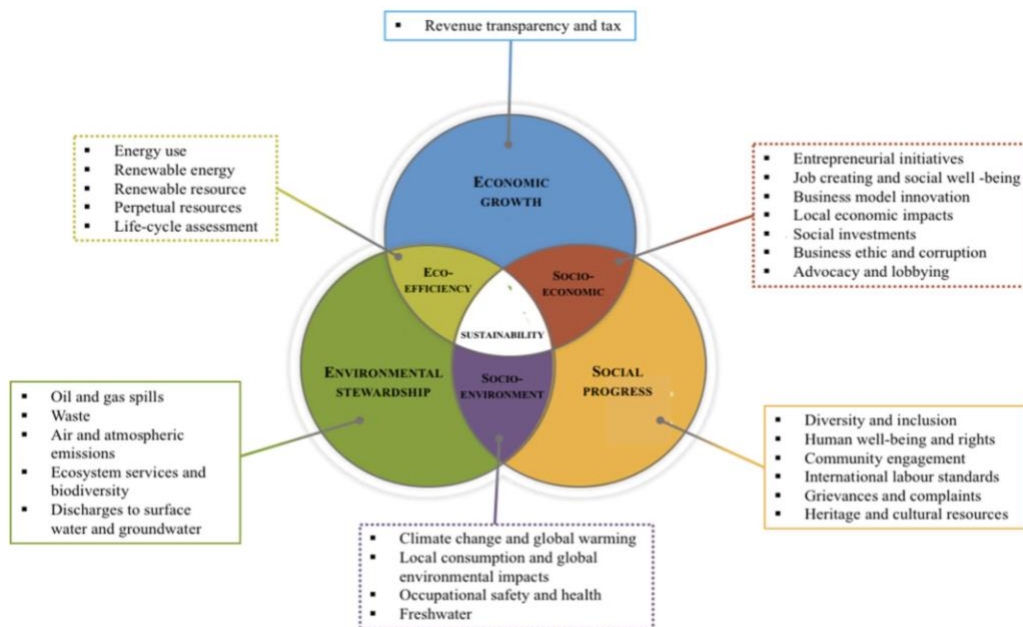 ▪ Revenue transparency and tax
▪ Energy use
▪ Renewable energy
▪ Renewable resource
▪ Perpetual resources
▪ Life-cycle assessment
▪ Entrepreneurial initiatives
▪ Job creating and social well -being
▪ Business model innovation
▪ Local economic impacts
▪ Social investments
▪ Business ethic and corruption
▪ Advocacy and lobbying
ECONOMIC
GROWTH
ECO-
EFFICIENCY
SOCIO-
ECONOMIC
SUSTAINABILITY
ENVIRONMENTAL
STEWARDSHIP
SOCIO-
ENVIRONMENT
SOCIAL
PROGRESS
▪ Oil and gas spills
▪ Waste
▪ Air and atmospheric
emissions
▪ Ecosystem services and
biodiversity
▪ Discharges to surface
water and groundwater
▪ Diversity and inclusion
▪ Human well-being and rights
▪ Community engagement
▪ International labour standards
▪ Grievances and complaints
▪ Heritage and cultural resources
▪ Climate change and global warming
▪ Local consumption and global
environmental impacts
▪ Occupational safety and health
▪ Freshwater